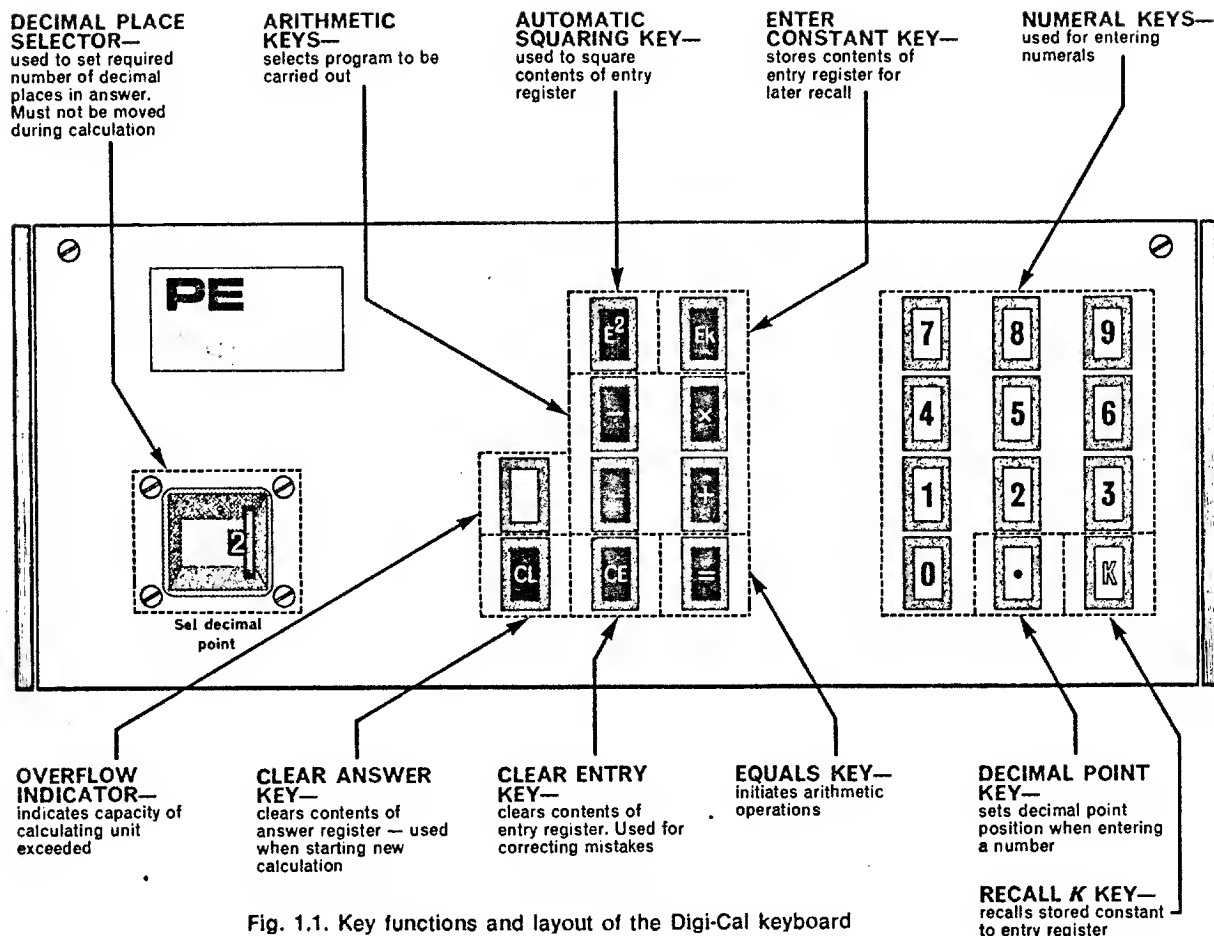 DECIMAL PLACE
SELECTOR—
used to set required
number of decimal
places in answer.
Must not be moved
during calculation
ARITHMETIC
KEYS—
selects program to be
carried out
AUTOMATIC
SQUARING KEY—
used to square
contents of entry
register
ENTER
CONSTANT KEY—
stores contents of
entry register for
later recall
NUMERAL KEYS—
used for entering
numerals
PE
E²
EK
7
8
9
÷
×
4
5
6
2
Sel decimal
point
+
1
2
3
CL
CE
=
0
•
K
OVERFLOW
INDICATOR—
indicates capacity of
calculating unit
exceeded
CLEAR ANSWER
KEY—
clears contents of
answer register — used
when starting new
calculation
CLEAR ENTRY
KEY—
clears contents of
entry register. Used for
correcting mistakes
EQUALS KEY—
initiates arithmetic
operations
DECIMAL POINT
KEY—
sets decimal point
position when entering
a number
RECALL K KEY—
recalls stored constant
to entry register
Fig. 1.1. Key functions and layout of the Digi-Cal keyboard